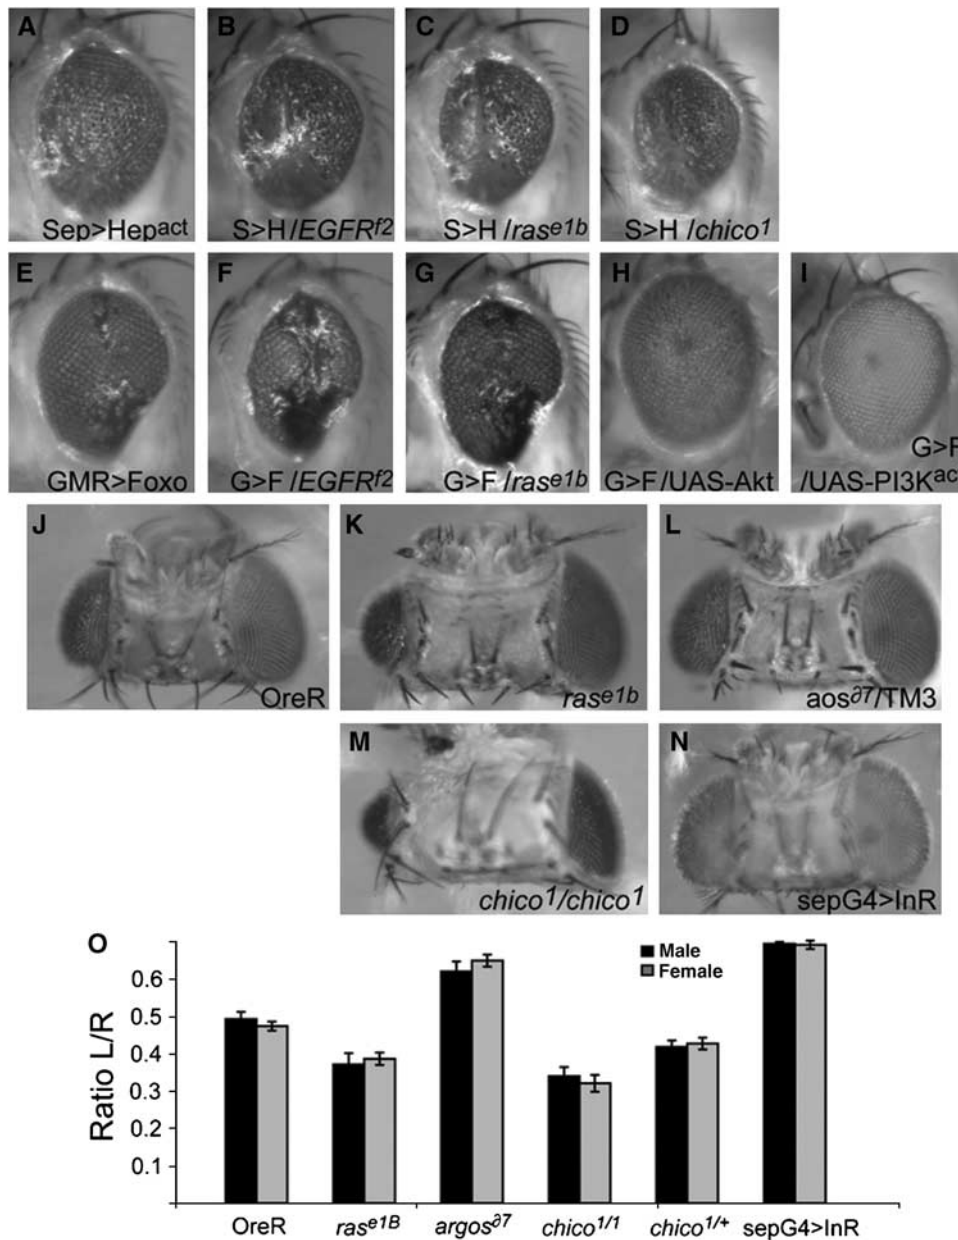 A B C D
Sep>Hepact S>H/EGFRf2 S>H/rase1b S>H/chico1
E F G H I
GMR>Foxo G>F/EGFRf2 G>F/rase1b G>F/UAS-Akt G>F
/UAS-PI3Kac
J K L
OreR rase1b aos∂7/TM3
M N
chico1/chico1 sepG4>InR
O
Male
Female
Ratio L/R
0.6
0.5
0.4
0.3
0.2
0.1
OreR rase1B argos∂7 chico1/1 chico1/+ sepG4>InR